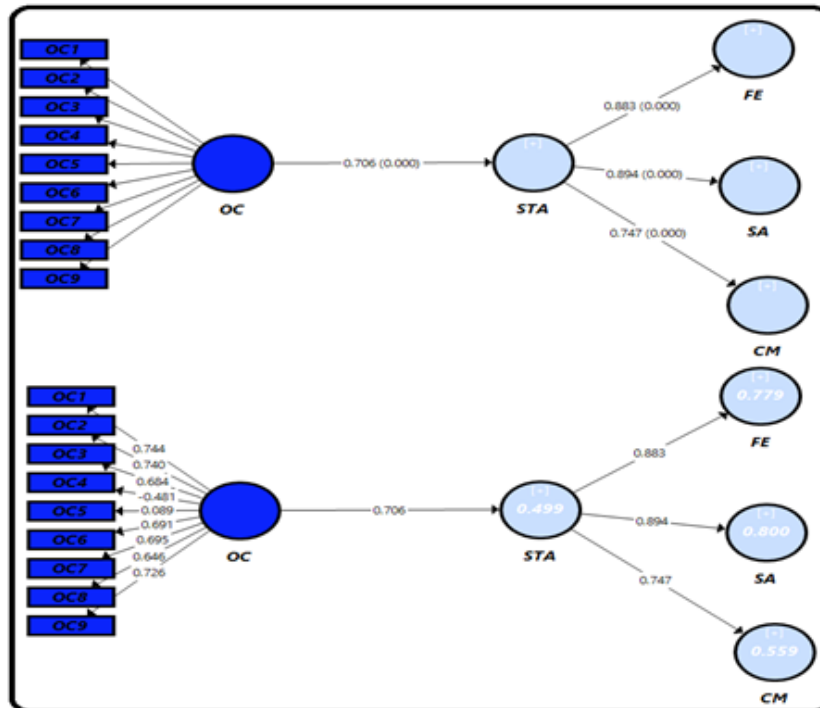 OC1
OC2
OC3
OC4
OC5
OC6
OC7
OC8
OC9
OC
0.706 (0.000)
[+]
STA
0.883 (0.000)
0.894 (0.000)
0.747 (0.000)
[+]
FE
[+]
SA
[+]
CM
OC1
OC2
OC3
OC4
OC5
OC6
OC7
OC8
OC9
0.744
0.740
0.684
-0.481
0.089
0.691
0.695
0.646
0.726
OC
0.706
[+]
0.499
STA
0.883
0.894
0.747
[+]
0.779
FE
[+]
0.800
SA
[+]
0.559
CM